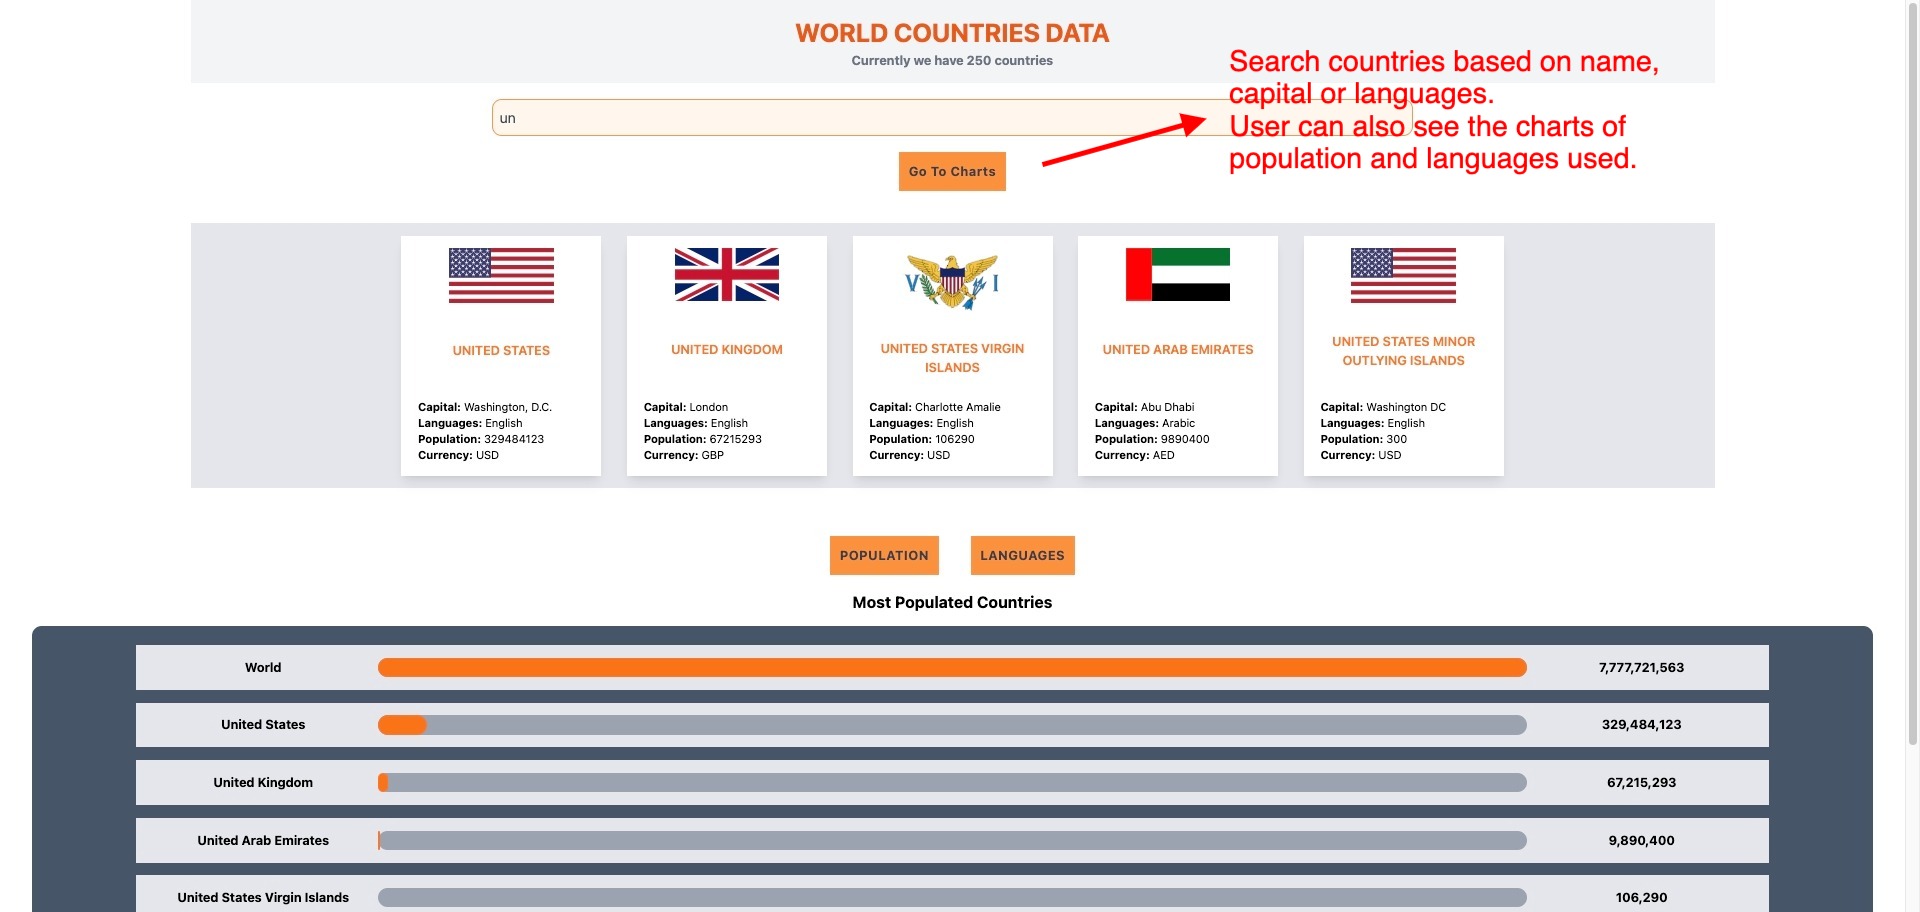 WORLD COUNTRIES DATA
Currently we have 250 countries
Search countries based on name,
capital or languages.
User can also see the charts of
population and languages used.
un
Go To Charts
UNITED STATES
Capital: Washington, D.C.
Languages: English
Population: 329484123
Currency: USD
UNITED KINGDOM
Capital: London
Languages: English
Population: 67215293
Currency: GBP
V I
UNITED STATES VIRGIN
ISLANDS
Capital: Charlotte Amalie
Languages: English
Population: 106290
Currency: USD
UNITED ARAB EMIRATES
Capital: Abu Dhabi
Languages: Arabic
Population: 9890400
Currency: AED
UNITED STATES MINOR
OUTLYING ISLANDS
Capital: Washington DC
Languages: English
Population: 300
Currency: USD
POPULATION
LANGUAGES
Most Populated Countries
World 7,777,721,563
United States 329,484,123
United Kingdom 67,215,293
United Arab Emirates 9,890,400
United States Virgin Islands 106,290